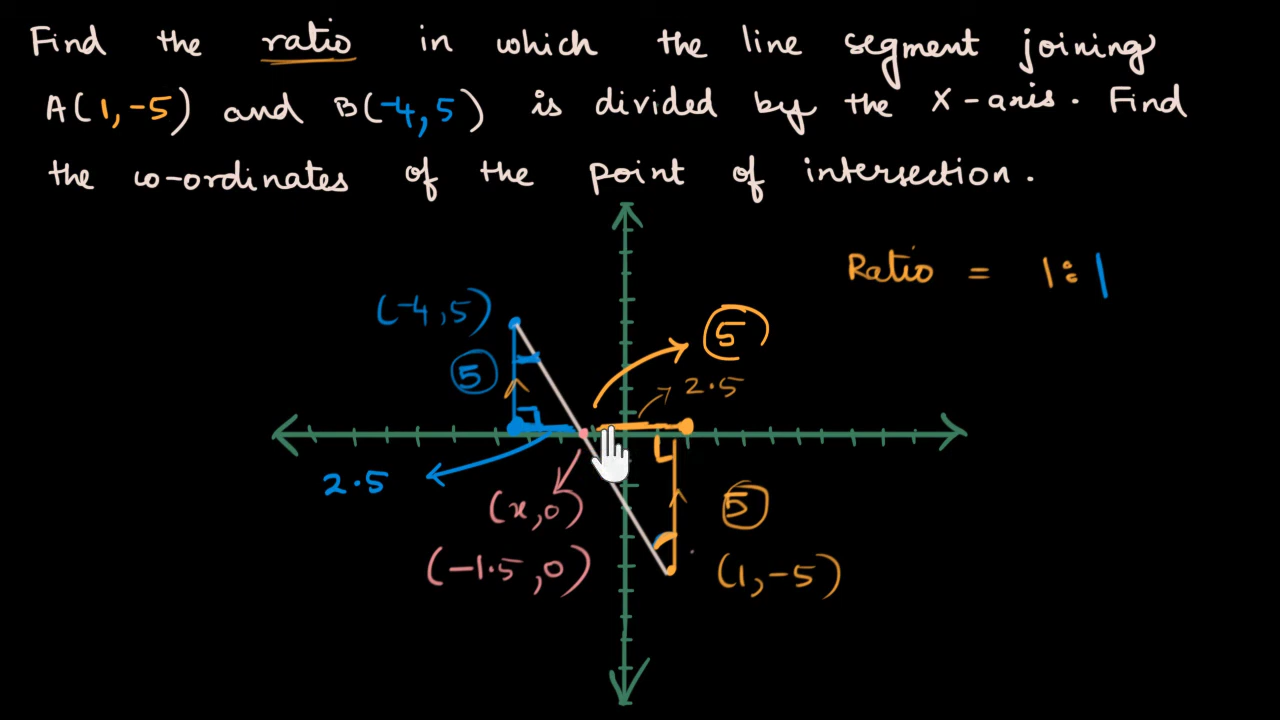 Find the ratio in which the line segment joining
A(1,-5) and B(-4,5) is divided by the X-axis. Find
the co-ordinates of the point of intersection.
Ratio = 1:1
(-4,5)
5
5
2.5
2.5
(x,0)
5
(-1.5,0)
(1,-5)